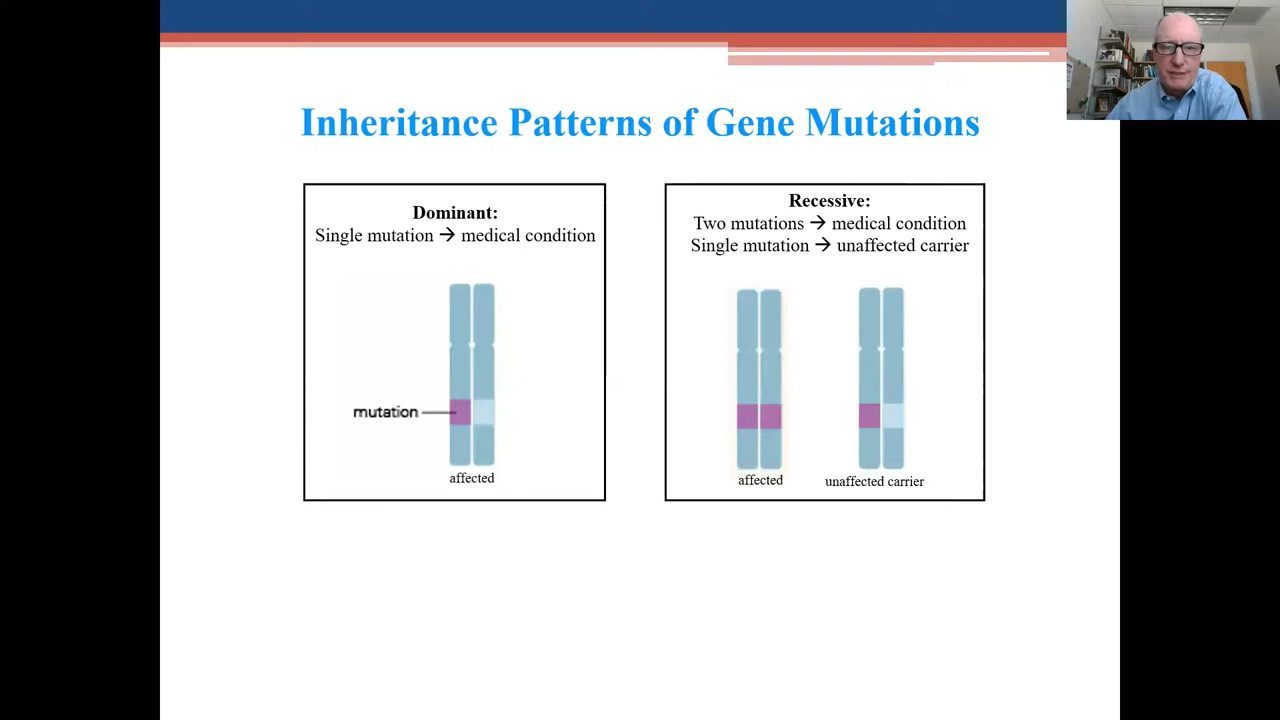 Inheritance Patterns of Gene Mutations
Dominant:
Single mutation → medical condition
mutation
affected
Recessive:
Two mutations → medical condition
Single mutation → unaffected carrier
affected
unaffected carrier